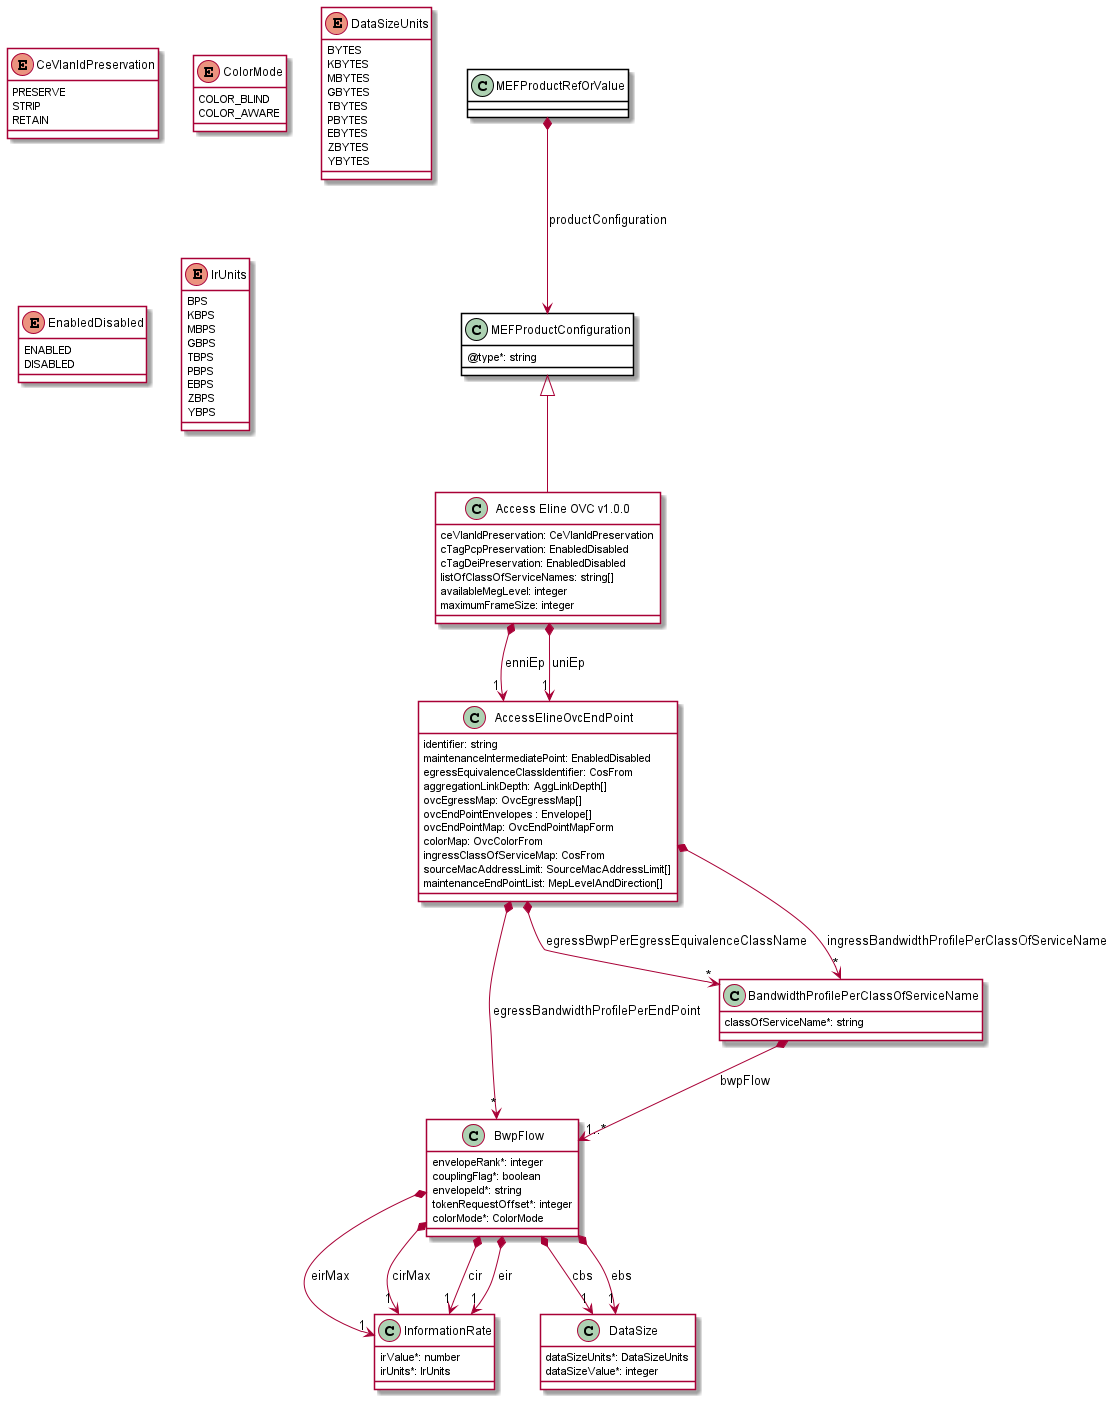 E CeVlanIdPreservation
PRESERVE
STRIP
RETAIN
E ColorMode
COLOR_BLIND
COLOR_AWARE
E DataSizeUnits
BYTES
KBYTES
MBYTES
GBYTES
TBYTES
PBYTES
EBYTES
ZBYTES
YBYTES
C MEFProductRefOrValue
productConfiguration
E EnabledDisabled
ENABLED
DISABLED
E IrUnits
BPS
KBPS
MBPS
GBPS
TBPS
PBPS
EBPS
ZBPS
YBPS
C MEFProductConfiguration
@type*: string
C Access Eline OVC v1.0.0
ceVlanIdPreservation: CeVlanIdPreservation
cTagPcpPreservation: EnabledDisabled
cTagDeiPreservation: EnabledDisabled
listOfClassOfServiceNames: string[]
availableMegLevel: integer
maximumFrameSize: integer
enniEp
uniEp
1
1
C AccessElineOvcEndPoint
identifier: string
maintenanceIntermediatePoint: EnabledDisabled
egressEquivalenceClassIdentifier: CosFrom
aggregationLinkDepth: AggLinkDepth[]
ovcEgressMap: OvcEgressMap[]
ovcEndPointEnvelopes : Envelope[]
ovcEndPointMap: OvcEndPointMapForm
colorMap: OvcColorFrom
ingressClassOfServiceMap: CosFrom
sourceMacAddressLimit: SourceMacAddressLimit[]
maintenanceEndPointList: MepLevelAndDirection[]
egressBwpPerEgressEquivalenceClassName
ingressBandwidthProfilePerClassOfServiceName
*
*
egressBandwidthProfilePerEndPoint
C BandwidthProfilePerClassOfServiceName
classOfServiceName*: string
bwpFlow
*
1..*
C BwpFlow
envelopeRank*: integer
couplingFlag*: boolean
envelopeId*: string
tokenRequestOffset*: integer
colorMode*: ColorMode
eirMax
cirMax
cir
eir
cbs
ebs
1
1
1
1
1
1
C InformationRate
irValue*: number
irUnits*: IrUnits
C DataSize
dataSizeUnits*: DataSizeUnits
dataSizeValue*: integer